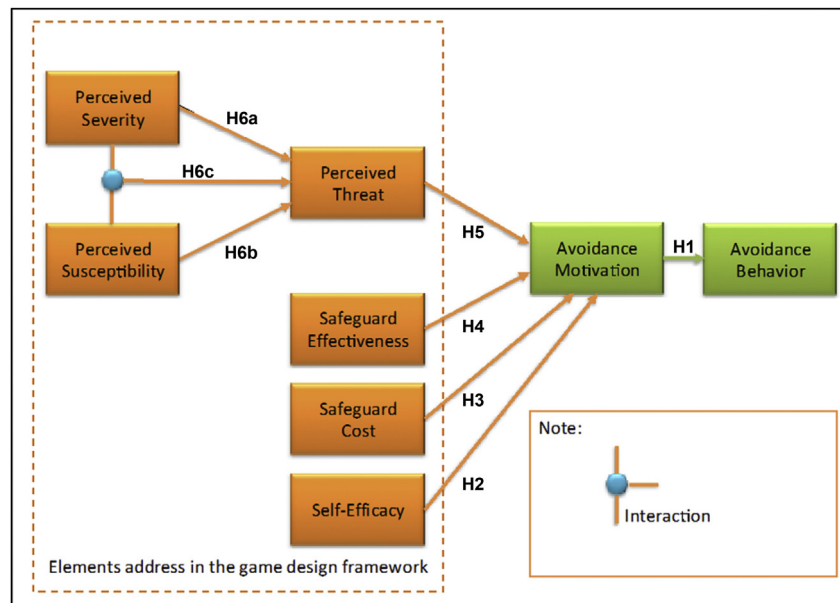 Perceived
Severity
H6a
H6c
Perceived
Threat
Perceived
Susceptibility
H6b
H5
Avoidance
Motivation
H1
Avoidance
Behavior
Safeguard
Effectiveness
H4
Safeguard
Cost
H3
Self-Efficacy
H2
Note:
Interaction
Elements address in the game design framework